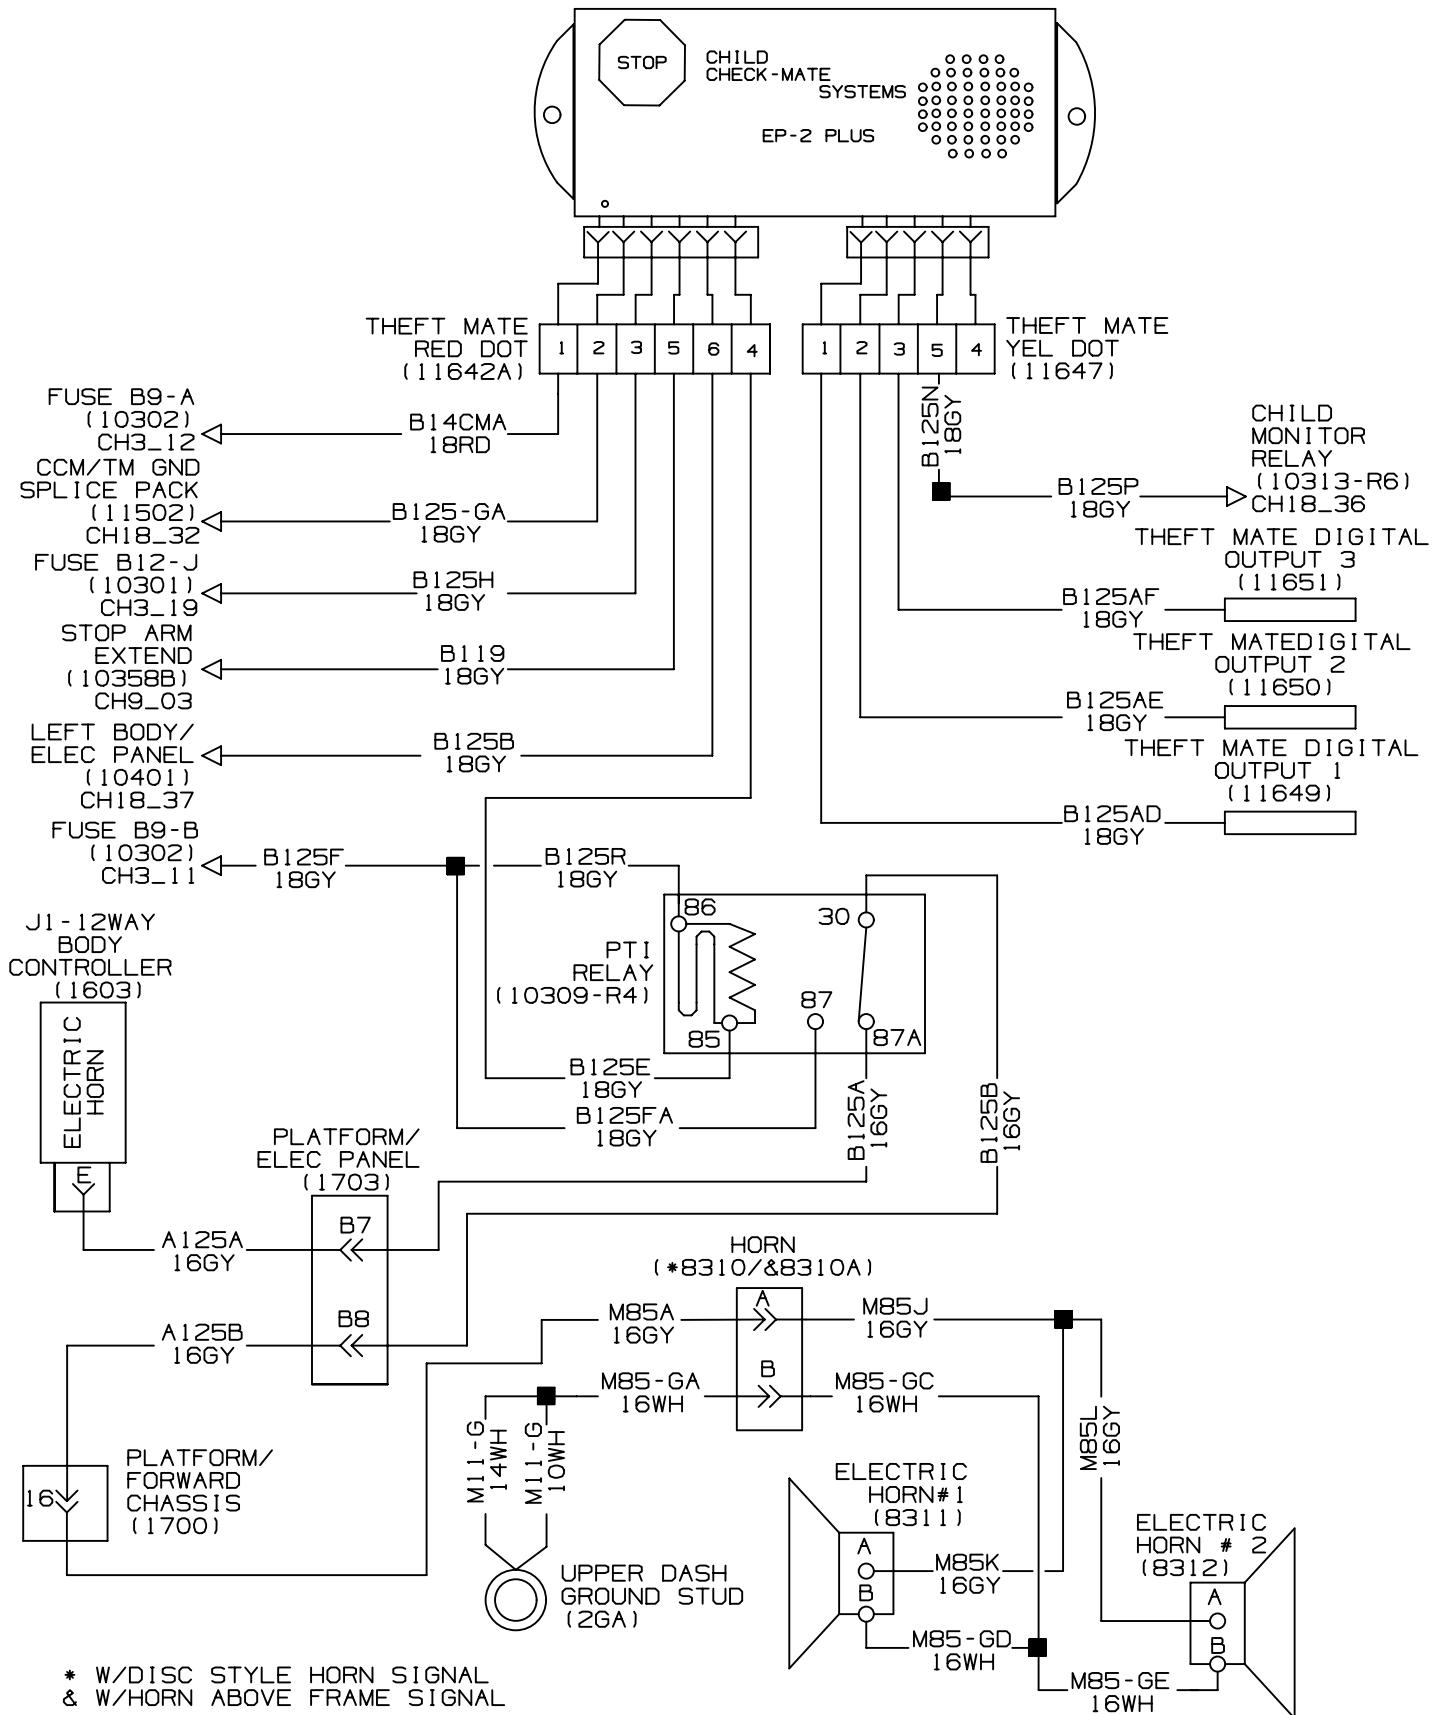 STOP
CHILD
CHECK-MATE
SYSTEMS
EP-2 PLUS
THEFT MATE
RED DOT
(11642A)
1 2 3 5 6 4
1 2 3 5 4
THEFT MATE
YEL DOT
(11647)
FUSE B9-A
(10302)
CH3_12
B14CMA
18RD
CCM/TM GND
SPLICE PACK
(11502)
CH18_32
B125-GA
18GY
FUSE B12-J
(10301)
CH3_19
B125H
18GY
STOP ARM
EXTEND
(10358B)
CH9_03
B119
18GY
LEFT BODY/
ELEC PANEL
(10401)
CH18_37
B125B
18GY
FUSE B9-B
(10302)
CH3_11
B125F
18GY
B125R
18GY
B125N
18GY
B125P
18GY
CHILD
MONITOR
RELAY
(10313-R6)
CH18_36
THEFT MATE DIGITAL
OUTPUT 3
(11651)
B125AF
18GY
THEFT MATEDIGITAL
OUTPUT 2
(11650)
B125AE
18GY
THEFT MATE DIGITAL
OUTPUT 1
(11649)
B125AD
18GY
PTI
RELAY
(10309-R4)
86
30
87
85
87A
B125E
18GY
B125FA
18GY
B125A
16GY
B125B
16GY
J1-12WAY
BODY
CONTROLLER
(1603)
ELECTRIC
HORN
E
PLATFORM/
ELEC PANEL
(1703)
B7
B8
A125A
16GY
A125B
16GY
HORN
(*8310/&8310A)
A
B
M85A
16GY
M85J
16GY
M85-GA
16WH
M85-GC
16WH
M11-G
14WH
M11-G
10WH
M85L
16GY
16
PLATFORM/
FORWARD
CHASSIS
(1700)
UPPER DASH
GROUND STUD
(2GA)
ELECTRIC
HORN#1
(8311)
A
B
M85K
16GY
M85-GD
16WH
ELECTRIC
HORN # 2
(8312)
A
B
M85-GE
16WH
* W/DISC STYLE HORN SIGNAL
& W/HORN ABOVE FRAME SIGNAL